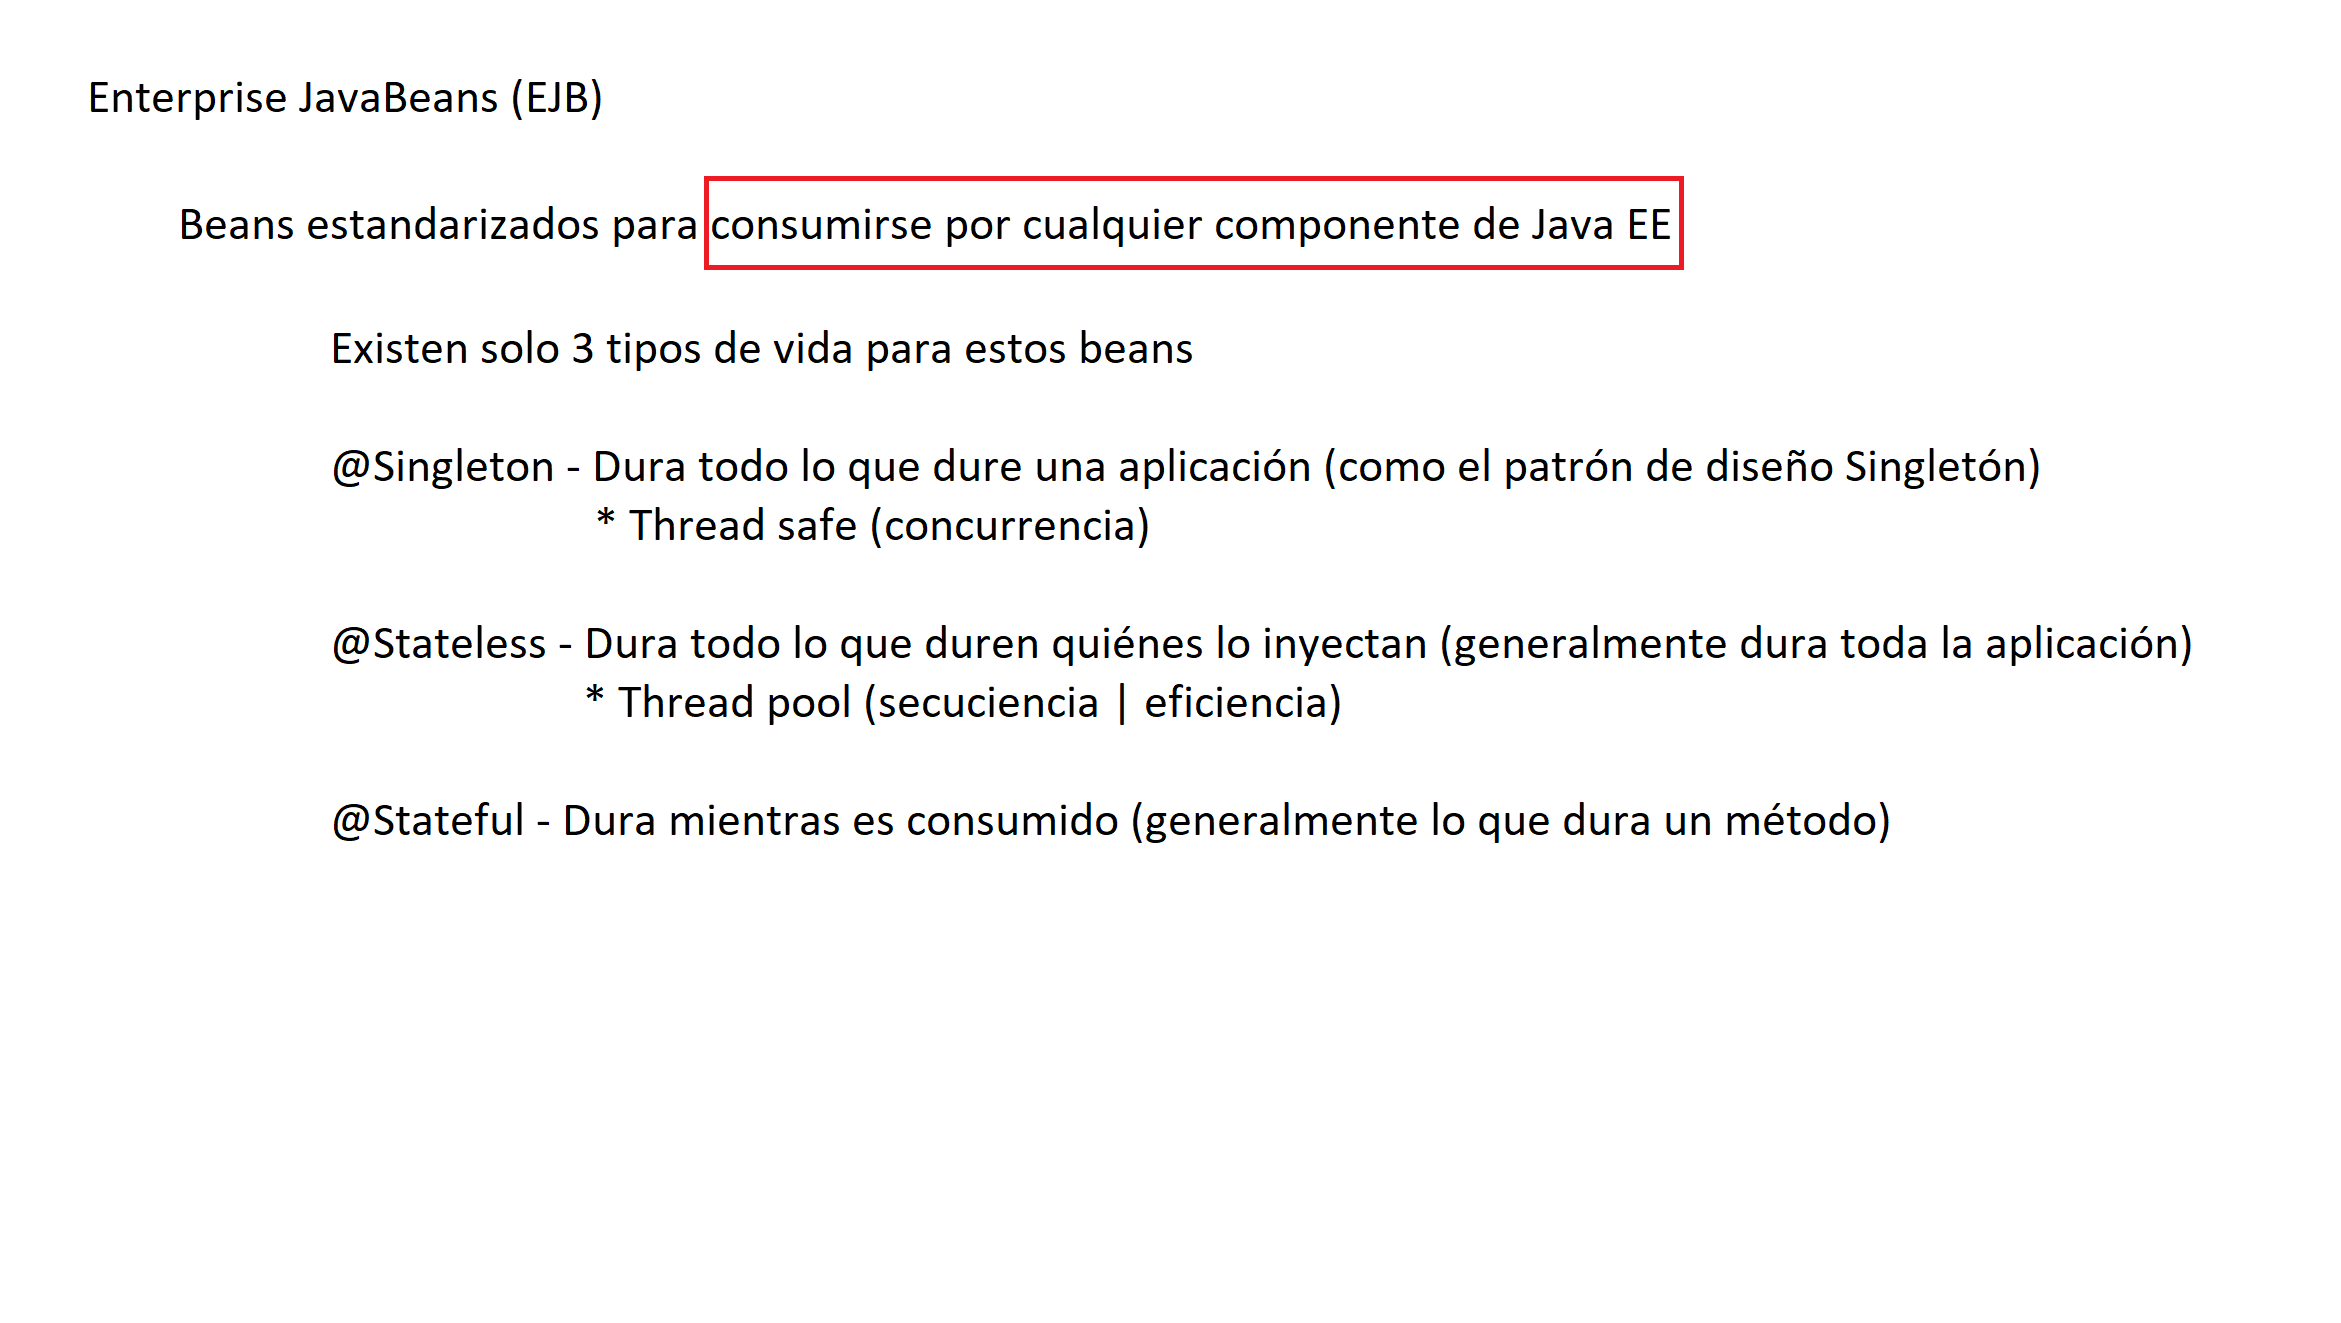 Enterprise JavaBeans (EJB)
Beans estandarizados para consumirse por cualquier componente de Java EE
Existen solo 3 tipos de vida para estos beans
@Singleton - Dura todo lo que dure una aplicación (como el patrón de diseño Singletón)
* Thread safe (concurrencia)
@Stateless - Dura todo lo que duren quiénes lo inyectan (generalmente dura toda la aplicación)
* Thread pool (secuciencia | eficiencia)
@Stateful - Dura mientras es consumido (generalmente lo que dura un método)